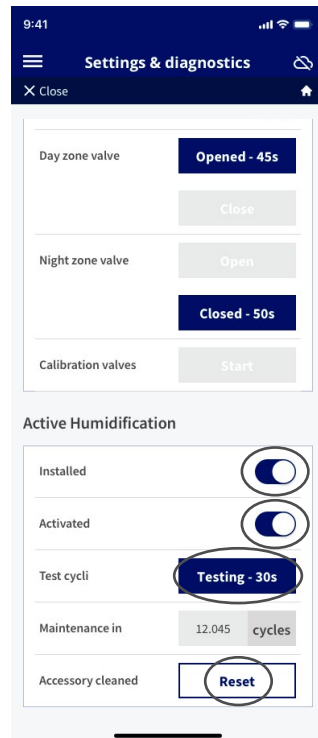 9:41
Settings & diagnostics
Close
Day zone valve
Opened - 45s
Close
Night zone valve
Open
Closed - 50s
Calibration valves
Start
Active Humidification
Installed
Activated
Test cycli
Testing - 30s
Maintenance in
12.045 cycles
Accessory cleaned
Reset